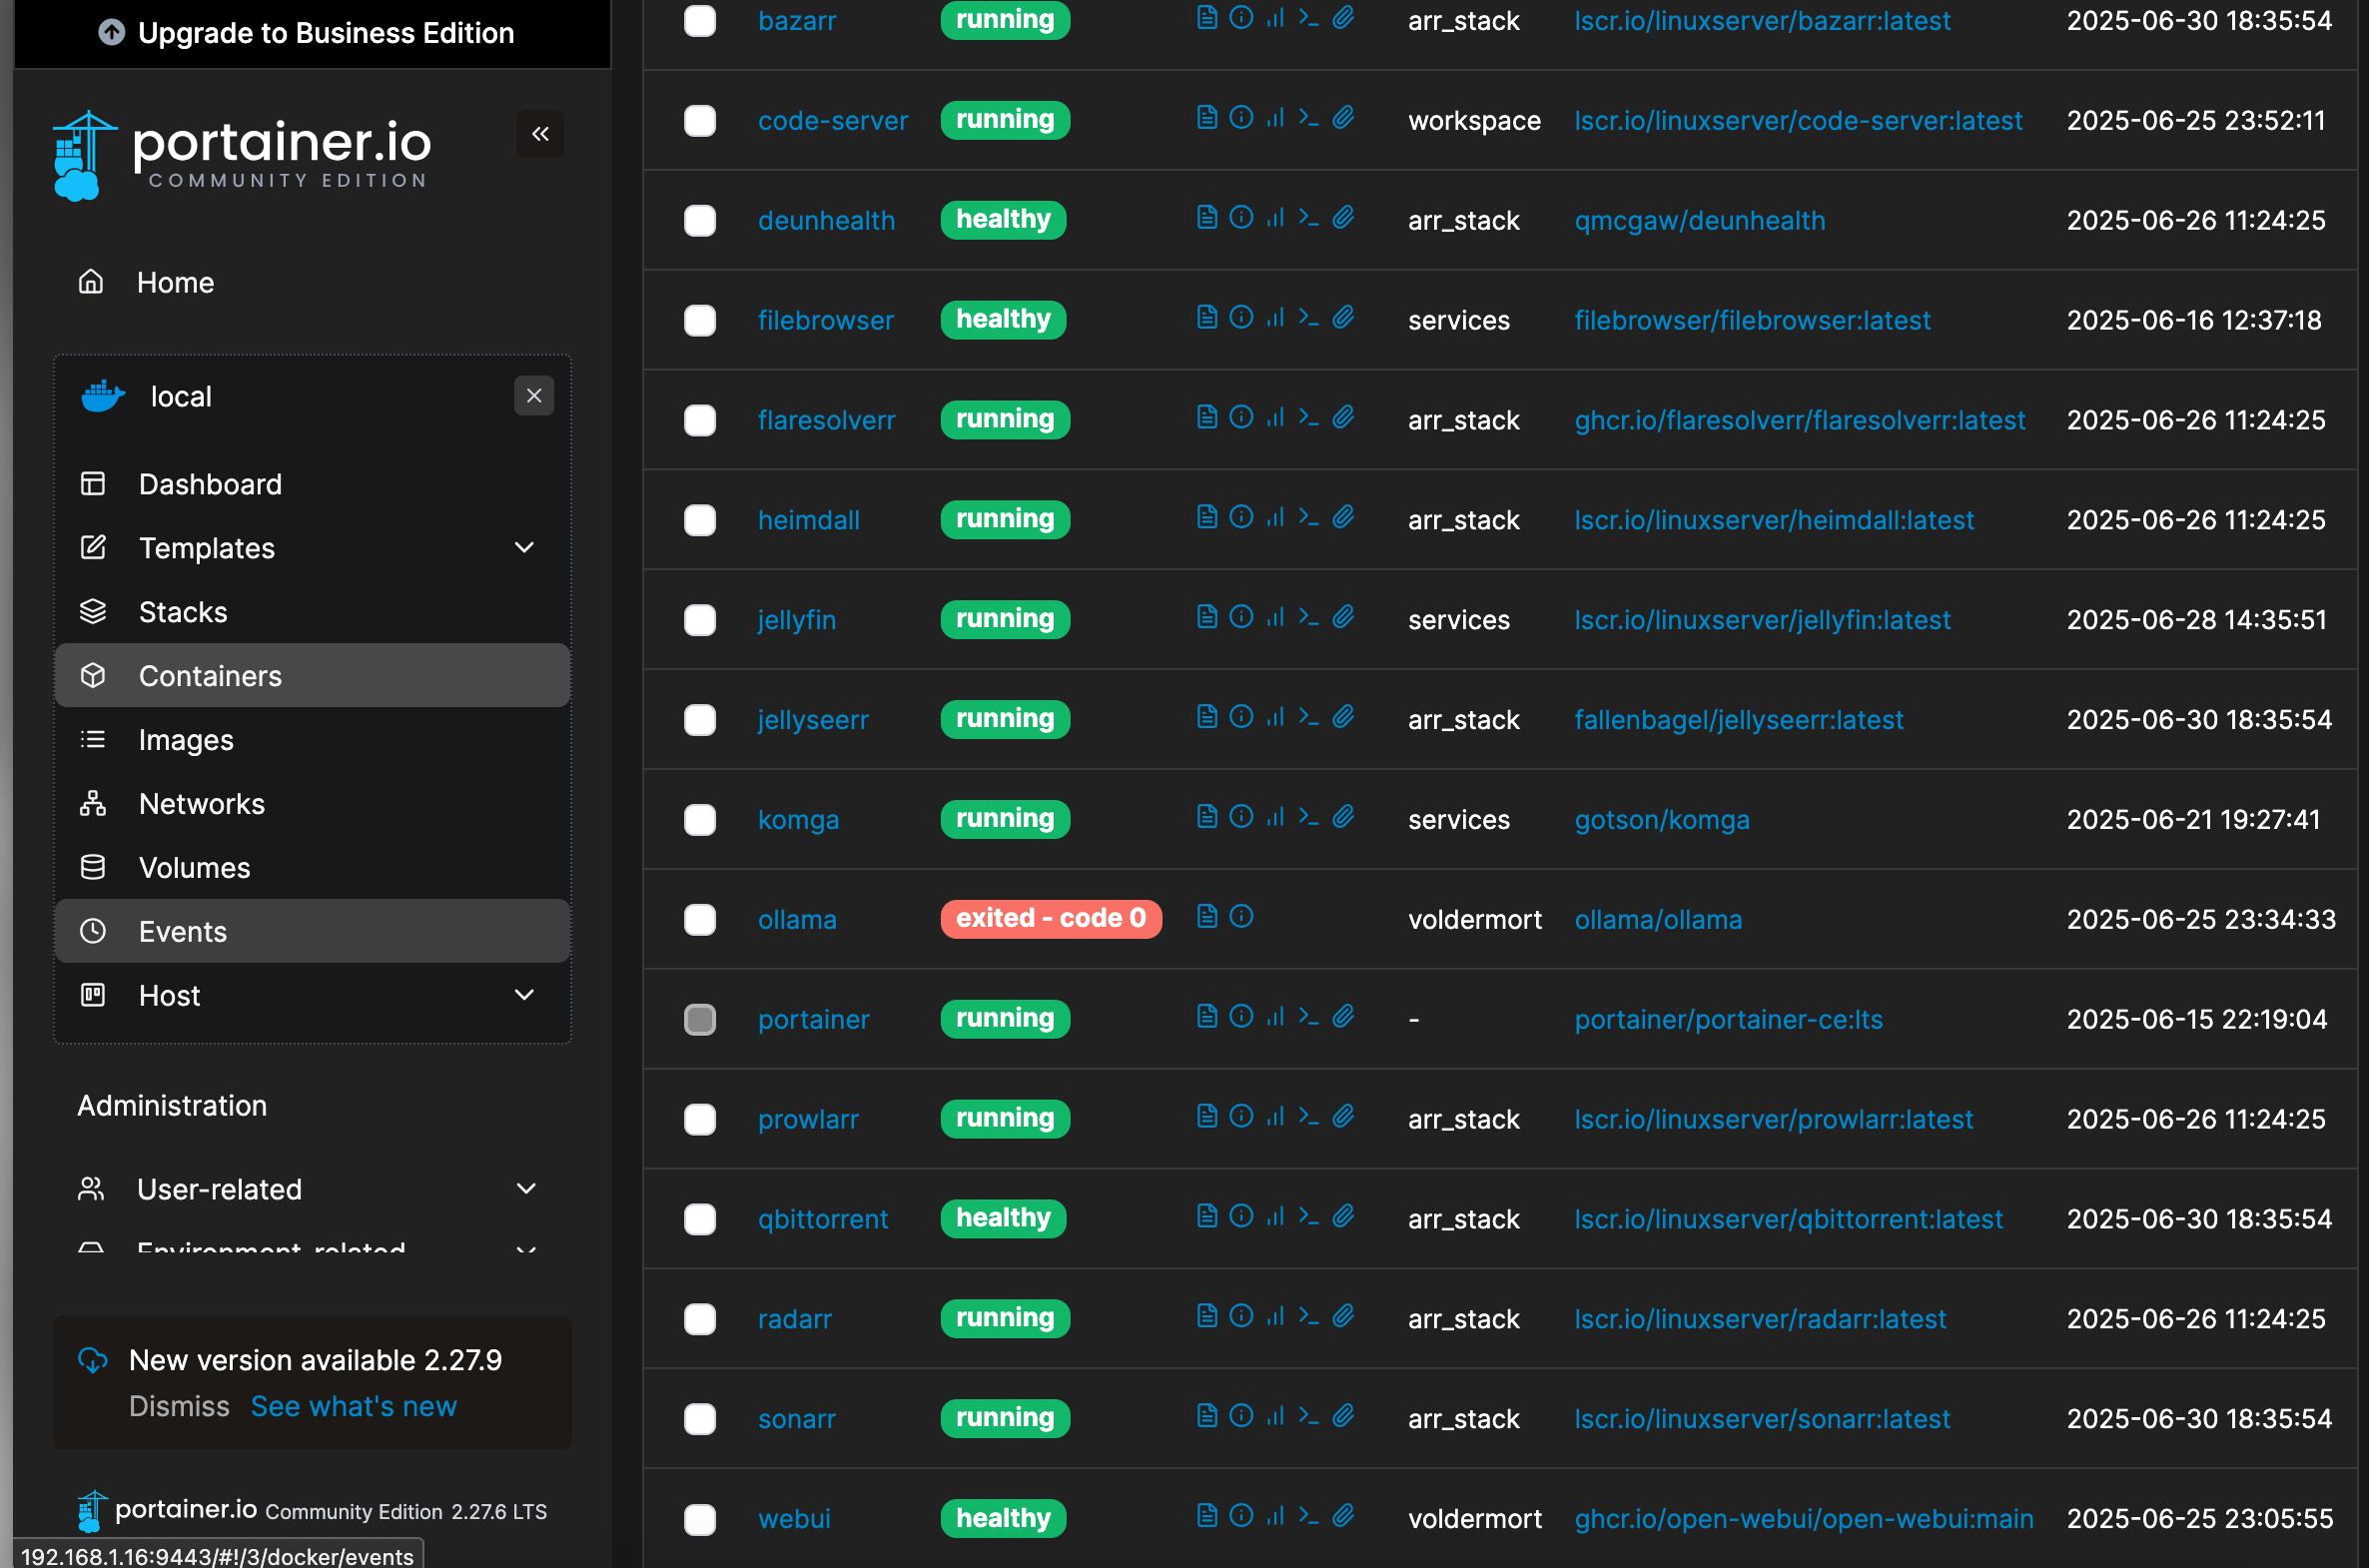 Upgrade to Business Edition
portainer.io
COMMUNITY EDITION
Home
local
Dashboard
Templates
Stacks
Containers
Images
Networks
Volumes
Events
Host
Administration
User-related
Environment-related
New version available 2.27.9
Dismiss See what's new
portainer.io Community Edition 2.27.6 LTS
192.168.1.16:9443/#!/3/docker/events
bazarr running arr_stack lscr.io/linuxserver/bazarr:latest 2025-06-30 18:35:54
code-server running workspace lscr.io/linuxserver/code-server:latest 2025-06-25 23:52:11
deunhealth healthy arr_stack qmcgaw/deunhealth 2025-06-26 11:24:25
filebrowser healthy services filebrowser/filebrowser:latest 2025-06-16 12:37:18
flaresolverr running arr_stack ghcr.io/flaresolverr/flaresolverr:latest 2025-06-26 11:24:25
heimdall running arr_stack lscr.io/linuxserver/heimdall:latest 2025-06-26 11:24:25
jellyfin running services lscr.io/linuxserver/jellyfin:latest 2025-06-28 14:35:51
jellyseerr running arr_stack fallenbagel/jellyseerr:latest 2025-06-30 18:35:54
komga running services gotson/komga 2025-06-21 19:27:41
ollama exited - code 0 voldermort ollama/ollama 2025-06-25 23:34:33
portainer running - portainer/portainer-ce:lts 2025-06-15 22:19:04
prowlarr running arr_stack lscr.io/linuxserver/prowlarr:latest 2025-06-26 11:24:25
qbittorrent healthy arr_stack lscr.io/linuxserver/qbittorrent:latest 2025-06-30 18:35:54
radarr running arr_stack lscr.io/linuxserver/radarr:latest 2025-06-26 11:24:25
sonarr running arr_stack lscr.io/linuxserver/sonarr:latest 2025-06-30 18:35:54
webui healthy voldermort ghcr.io/open-webui/open-webui:main 2025-06-25 23:05:55